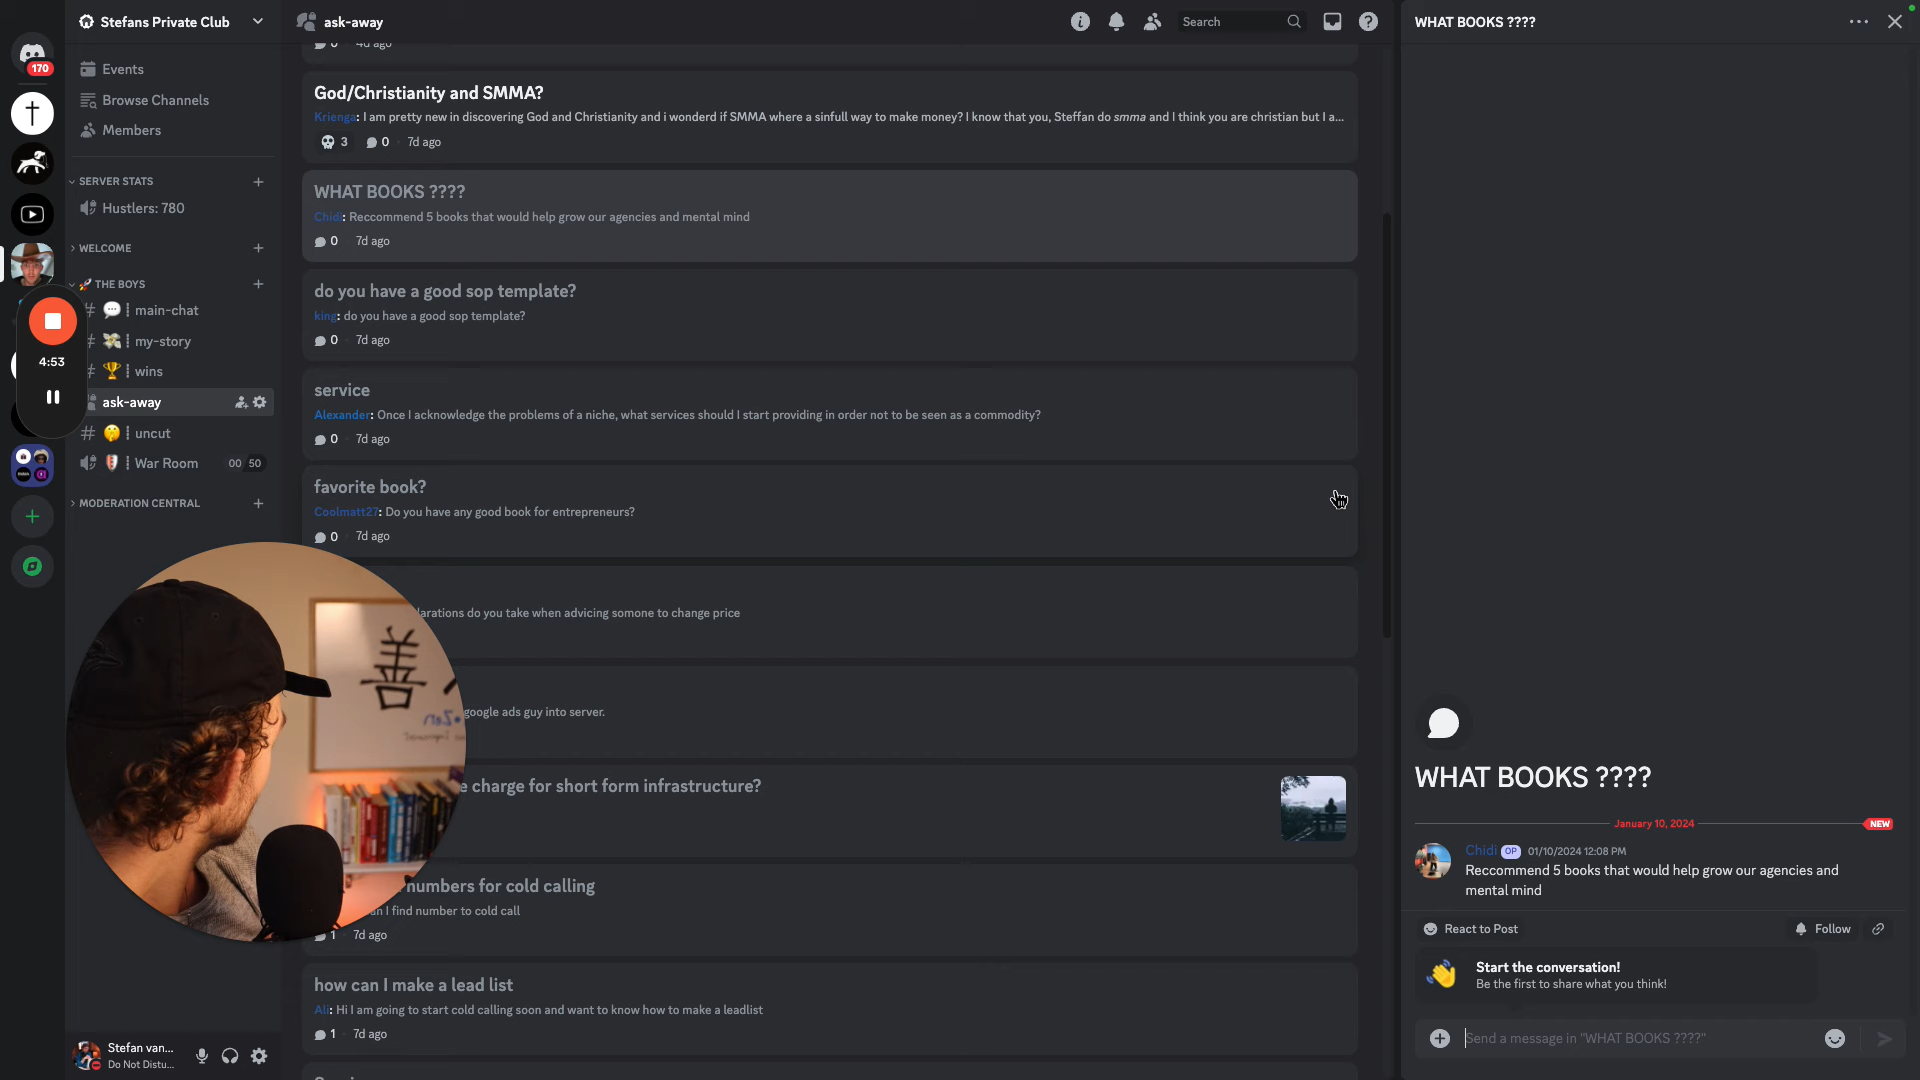 170
Stefans Private Club
Events
Browse Channels
Members
SERVER STATS
Hustlers: 780
WELCOME
🚀 THE BOYS
💬 ┊ main-chat
💸 ┊ my-story
🏆 ┊ wins
ask-away
🤫 ┊ uncut
🛡️ ┊ War Room
00 50
MODERATION CENTRAL
4:53
Stefan van...
Do Not Distu...
ask-away
Search
0 4d ago
God/Christianity and SMMA?
Krienga: I am pretty new in discovering God and Christianity and i wonderd if SMMA where a sinfull way to make money? I know that you, Steffan do smma and I think you are christian but I a...
3 0 · 7d ago
WHAT BOOKS ????
Chidi: Reccommend 5 books that would help grow our agencies and mental mind
0 · 7d ago
do you have a good sop template?
king: do you have a good sop template?
0 · 7d ago
service
Alexander: Once I acknowledge the problems of a niche, what services should I start providing in order not to be seen as a commodity?
0 · 7d ago
favorite book?
Coolmatt27: Do you have any good book for entrepreneurs?
0 · 7d ago
do you take when advicing somone to change price
google ads guy into server.
charge for short form infrastructure?
numbers for cold calling
I find number to cold call
1 · 7d ago
how can I make a lead list
Ali: Hi I am going to start cold calling soon and want to know how to make a leadlist
1 · 7d ago
善
WHAT BOOKS ????
WHAT BOOKS ????
January 10, 2024
NEW
Chidi OP 01/10/2024 12:08 PM
Reccommend 5 books that would help grow our agencies and
mental mind
React to Post
Follow
Start the conversation!
Be the first to share what you think!
Send a message in "WHAT BOOKS ????"